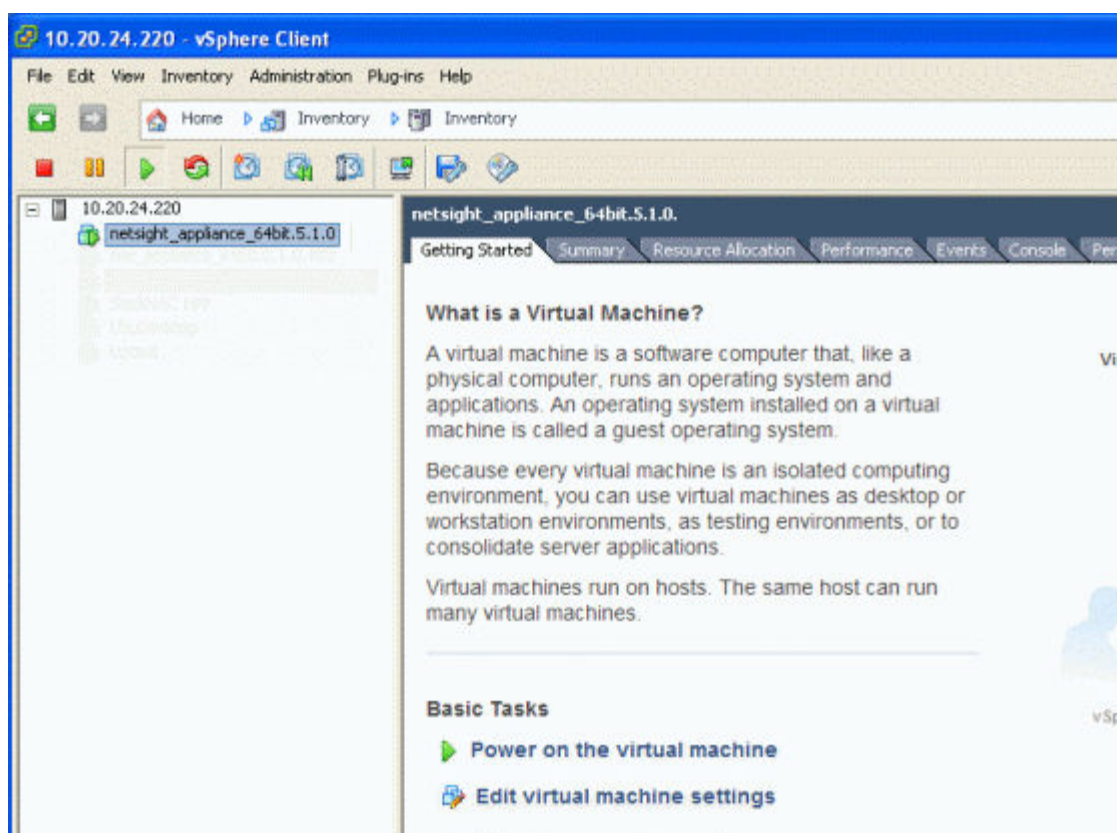 10.20.24.220 - vSphere Client
File Edit View Inventory Administration Plug-ins Help
Home Inventory Inventory
10.20.24.220
netsight_appliance_64bit.5.1.0
netsight_appliance_64bit.5.1.0.
Getting Started Summary Resource Allocation Performance Events Console Pe
What is a Virtual Machine?
A virtual machine is a software computer that, like a
physical computer, runs an operating system and
applications. An operating system installed on a virtual
machine is called a guest operating system.
Because every virtual machine is an isolated computing
environment, you can use virtual machines as desktop or
workstation environments, as testing environments, or to
consolidate server applications.
Virtual machines run on hosts. The same host can run
many virtual machines.
Vi
vSp
Basic Tasks
Power on the virtual machine
Edit virtual machine settings